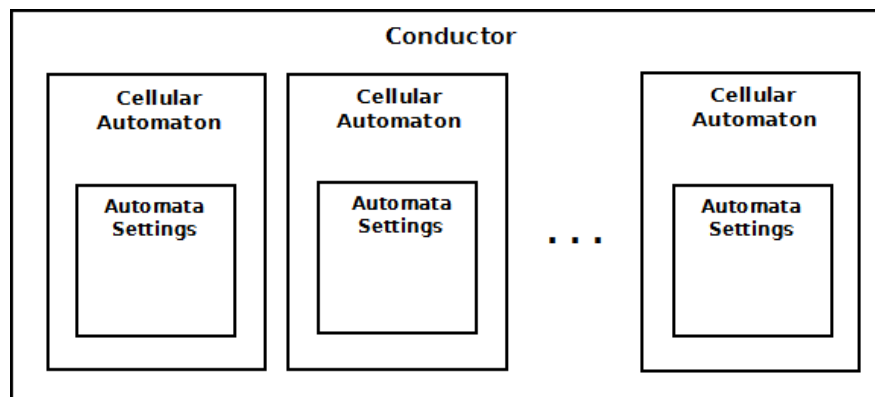 Conductor
Cellular
Automaton
Automata
Settings
Cellular
Automaton
Automata
Settings
. . .
Cellular
Automaton
Automata
Settings